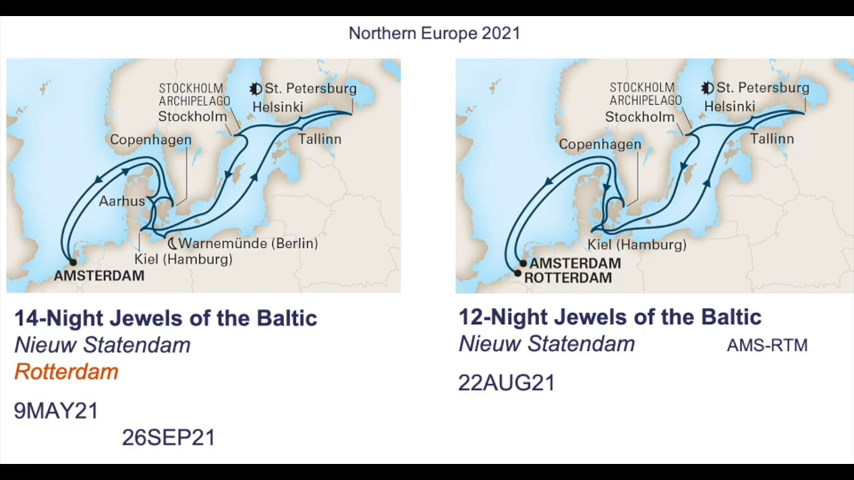 Northern Europe 2021
STOCKHOLM
ARCHIPELAGO
Stockholm
St. Petersburg
Helsinki
Tallinn
Copenhagen
Aarhus
Warnemünde (Berlin)
Kiel (Hamburg)
AMSTERDAM
14-Night Jewels of the Baltic
Nieuw Statendam
Rotterdam
9MAY21
26SEP21
STOCKHOLM
ARCHIPELAGO
Stockholm
St. Petersburg
Helsinki
Tallinn
Copenhagen
Kiel (Hamburg)
AMSTERDAM
ROTTERDAM
12-Night Jewels of the Baltic
Nieuw Statendam AMS-RTM
22AUG21